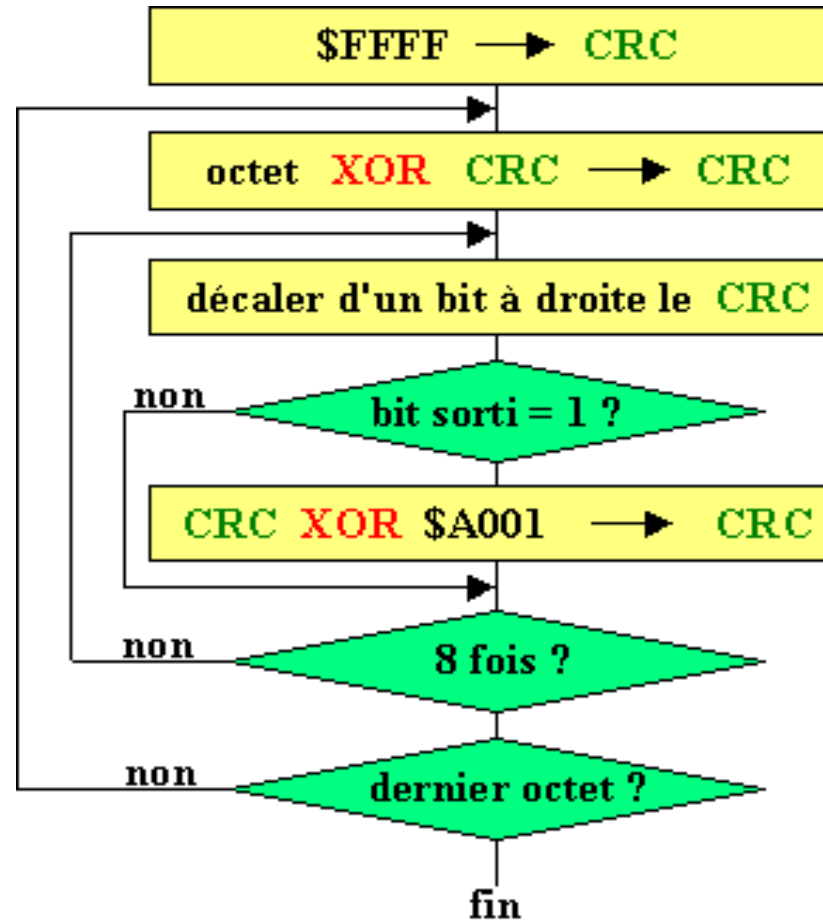 $FFFF → CRC
octet XOR CRC → CRC
décaler d'un bit à droite le CRC
non
bit sorti = 1 ?
CRC XOR $A001 → CRC
non
8 fois ?
non
dernier octet ?
fin